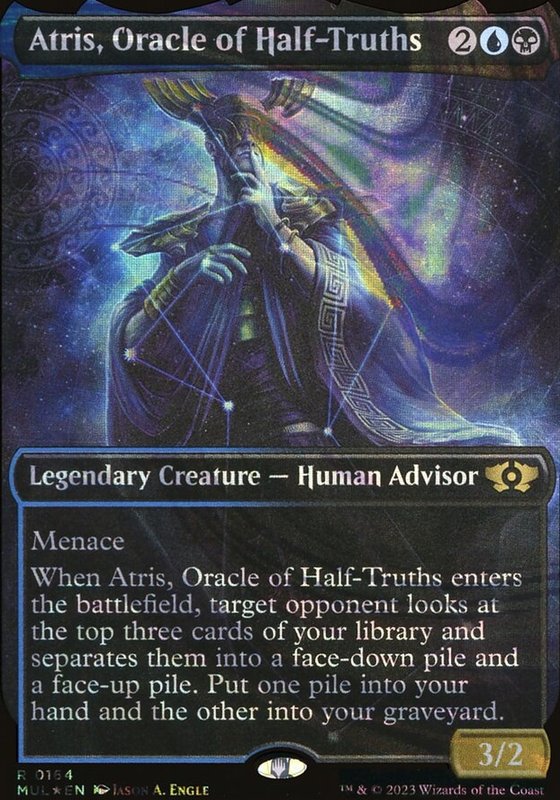 Atris, Oracle of Half-Truths 2
Legendary Creature — Human Advisor
Menace
When Atris, Oracle of Half-Truths enters
the battlefield, target opponent looks at
the top three cards of your library and
separates them into a face-down pile and
a face-up pile. Put one pile into your
hand and the other into your graveyard.
3/2
R 0164
MUL★EN Jason A. Engle
™ & © 2023 Wizards of the Coast